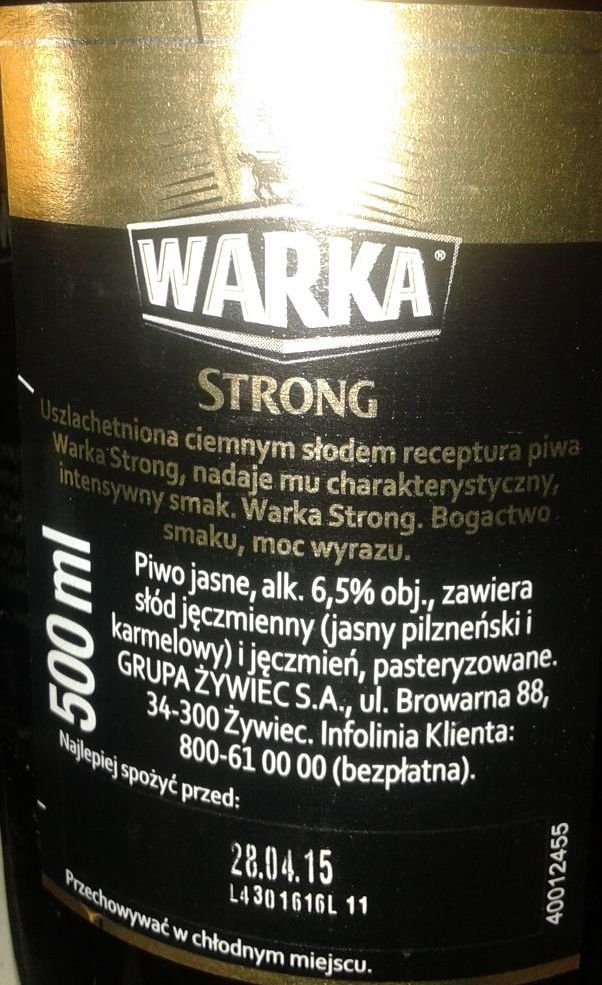 WARKA®
STRONG
Uszlachetniona ciemnym słodem receptura piwa
Warka Strong, nadaje mu charakterystyczny,
intensywny smak. Warka Strong. Bogactwo
smaku, moc wyrazu.
500 ml
Piwo jasne, alk. 6,5% obj., zawiera
słód jęczmienny (jasny pilzneński i
karmelowy) i jęczmień, pasteryzowane.
GRUPA ŻYWIEC S.A., ul. Browarna 88,
34-300 Żywiec. Infolinia Klienta:
800-61 00 00 (bezpłatna).
Najlepiej spożyć przed:
28.04.15
L4301616L 11
40012455
Przechowywać w chłodnym miejscu.